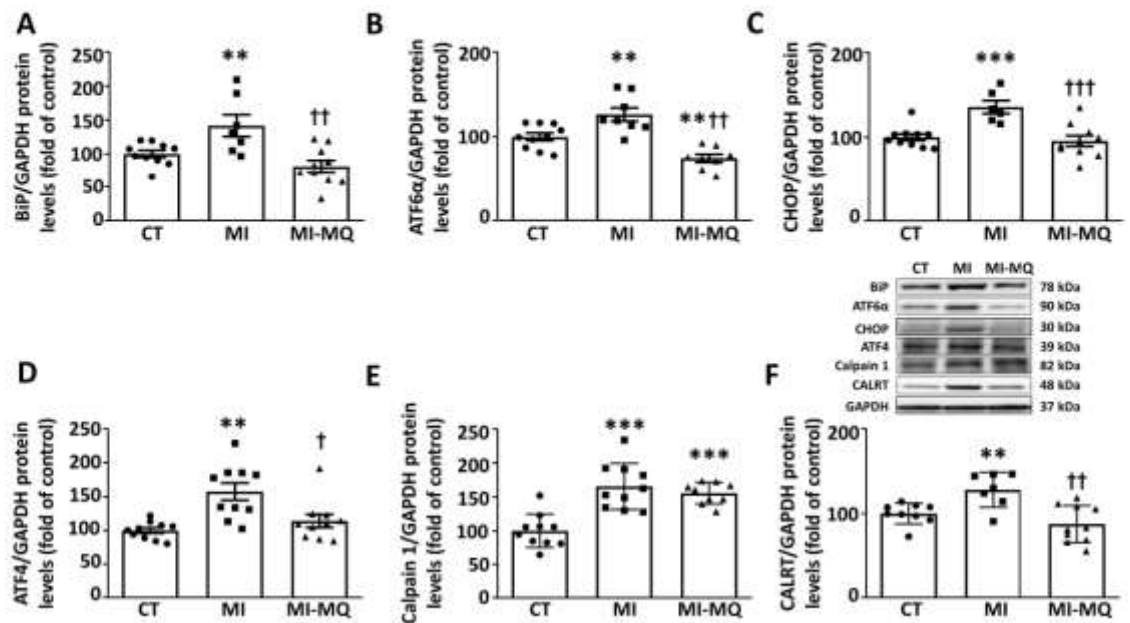 A
BiP/GAPDH protein
levels (fold of control)
250
200
150
100
50
0
**
††
CT MI MI-MQ
B
ATF6α/GAPDH protein
levels (fold of control)
200
100
0
**
**††
CT MI MI-MQ
C
CHOP/GAPDH protein
levels (fold of control)
200
100
0
***
†††
CT MI MI-MQ
CT MI MI-MQ
BiP 78 kDa
ATF6α 90 kDa
CHOP 30 kDa
ATF4 39 kDa
Calpain 1 82 kDa
CALRT 48 kDa
GAPDH 37 kDa
D
ATF4/GAPDH protein
levels (fold of control)
250
200
150
100
50
0
**
†
CT MI MI-MQ
E
Calpain 1/GAPDH protein
levels (fold of control)
250
200
150
100
50
0
***
***
CT MI MI-MQ
F
CALRT/GAPDH protein
levels (fold of control)
200
100
0
**
††
CT MI MI-MQ